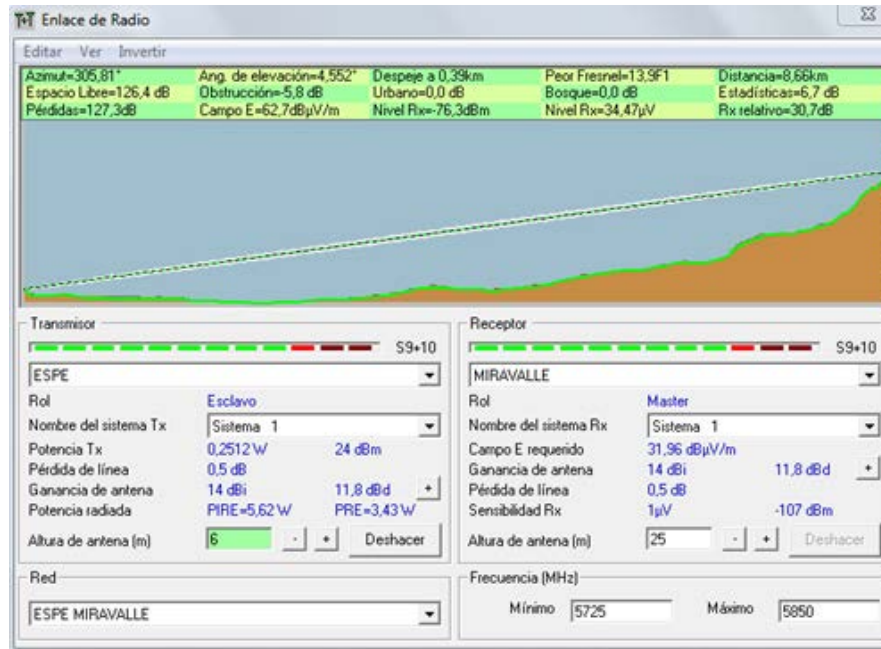 Enlace de Radio
Editar Ver Invertir
Azimut=305,81° Ang. de elevación=4,552° Despeje a 0,39km Peor Fresnel=13,9F1 Distancia=8,66km
Espacio Libre=126,4 dB Obstrucción=-5,8 dB Urbano=0,0 dB Bosque=0,0 dB Estadísticas=6,7 dB
Pérdidas=127,3dB Campo E=62,7dBµV/m Nivel Rx=-76,3dBm Nivel Rx=34,47µV Rx relativo=30,7dB
Transmisor
S9+10
ESPE
Rol Esclavo
Nombre del sistema Tx Sistema 1
Potencia Tx 0,2512 W 24 dBm
Pérdida de línea 0,5 dB
Ganancia de antena 14 dBi 11,8 dBd +
Potencia radiada PIRE=5,62 W PRE=3,43 W
Altura de antena (m) 6 - + Deshacer
Red
ESPE MIRAVALLE
Receptor
S9+10
MIRAVALLE
Rol Master
Nombre del sistema Rx Sistema 1
Campo E requerido 31,96 dBµV/m
Ganancia de antena 14 dBi 11,8 dBd +
Pérdida de línea 0,5 dB
Sensibilidad Rx 1µV -107 dBm
Altura de antena (m) 25 - + Deshacer
Frecuencia (MHz)
Mínimo 5725 Máximo 5850